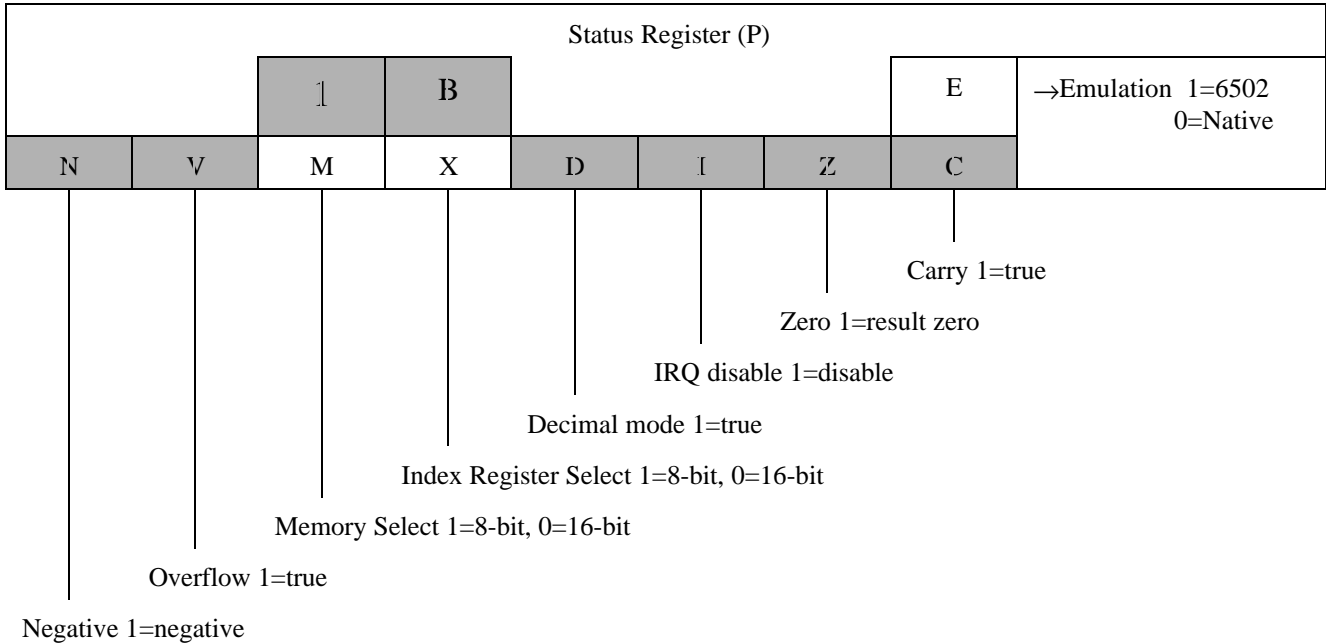 Status Register (P)
1 B E →Emulation 1=6502
0=Native
N V M X D I Z C
Carry 1=true
Zero 1=result zero
IRQ disable 1=disable
Decimal mode 1=true
Index Register Select 1=8-bit, 0=16-bit
Memory Select 1=8-bit, 0=16-bit
Overflow 1=true
Negative 1=negative